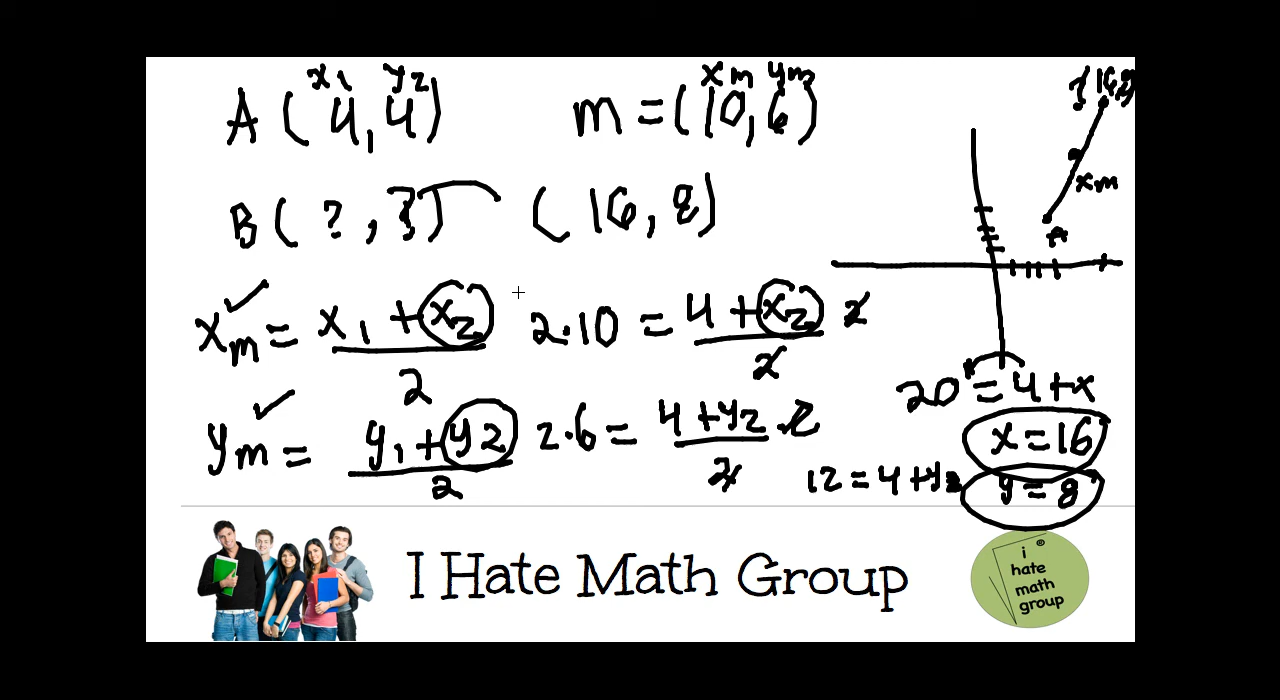 x1 y2 xm ym
A ( 4, 4) m = (10, 6)
B ( ?, ?) ( 16, 8)
xm
A
xm = x1 + x2 / 2 2·10 = 4 + x2 / 2 2
20 = 4 + x
x = 16
ym = y1 + y2 / 2 2·6 = 4 + y2 / 2 ·2
12 = 4 + y2 y = 8
I Hate Math Group
i
hate
math
group
®